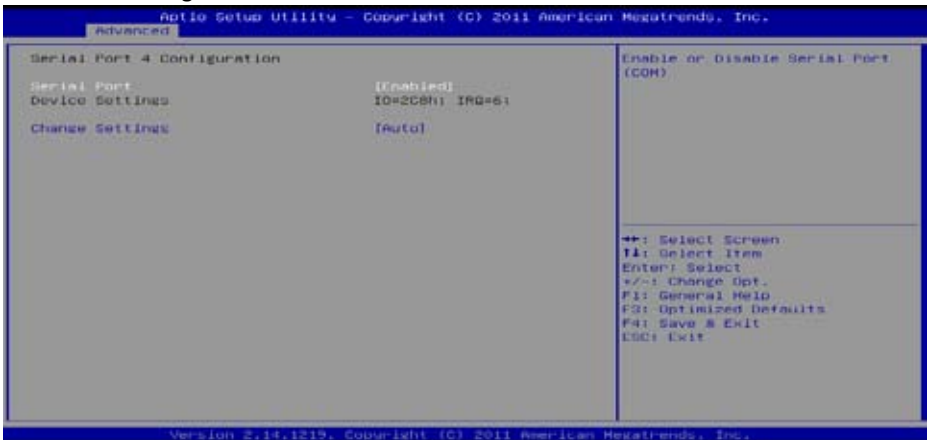 Aptio Setup Utility - Copyright (C) 2011 American Megatrends, Inc.
Advanced
Serial Port 4 Configuration
Serial Port [Enabled]
Device Settings IO=2C8h; IRQ=6;
Change Settings [Auto]
Enable or Disable Serial Port
(COM)
→←: Select Screen
↑↓: Select Item
Enter: Select
+/-: Change Opt.
F1: General Help
F3: Optimized Defaults
F4: Save & Exit
ESC: Exit
Version 2.14.1219. Copyright (C) 2011 American Megatrends, Inc.